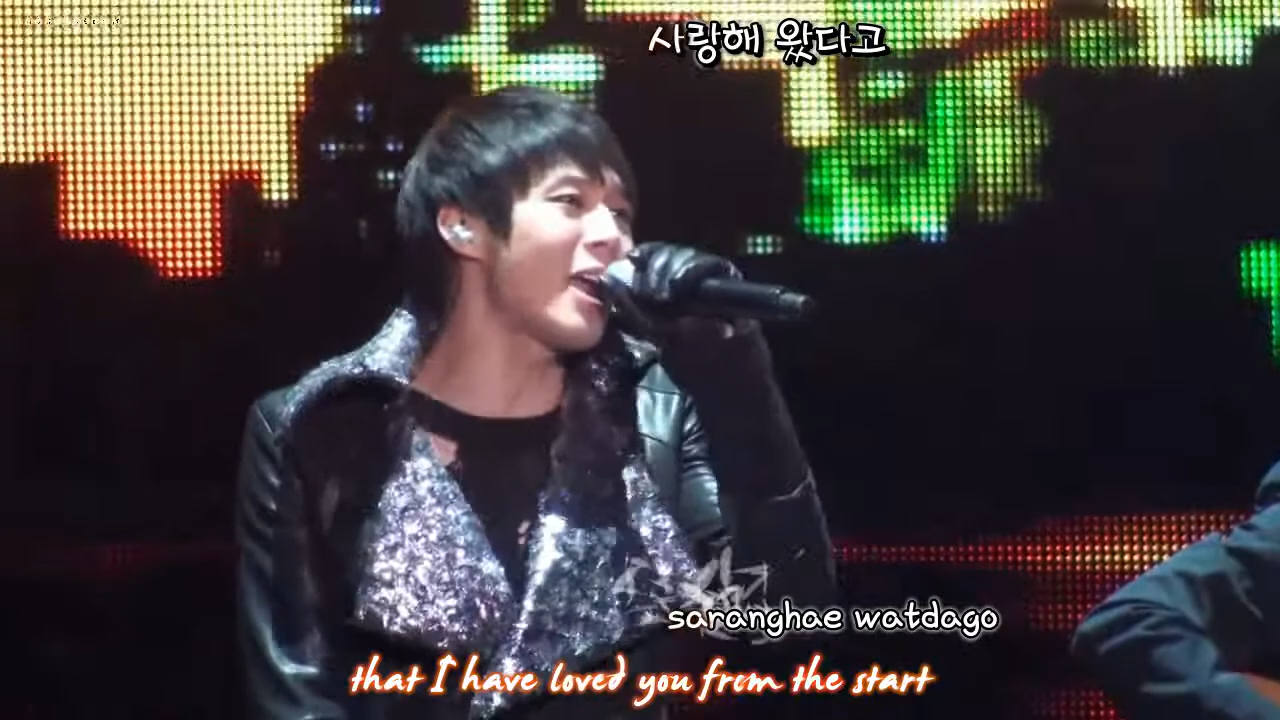 사랑해 왔다고
saranghae watdago
that I have loved you from the start